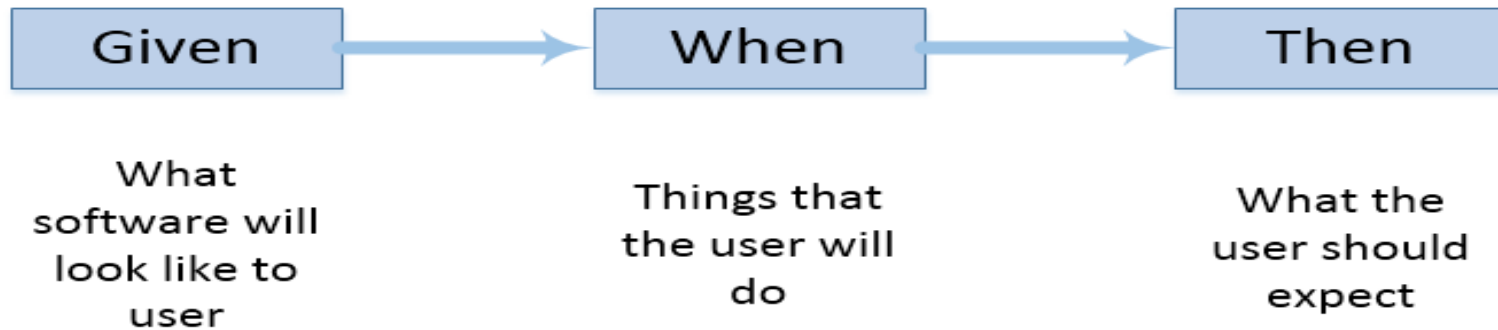 Given
When
Then
What
software will
look like to
user
Things that
the user will
do
What the
user should
expect